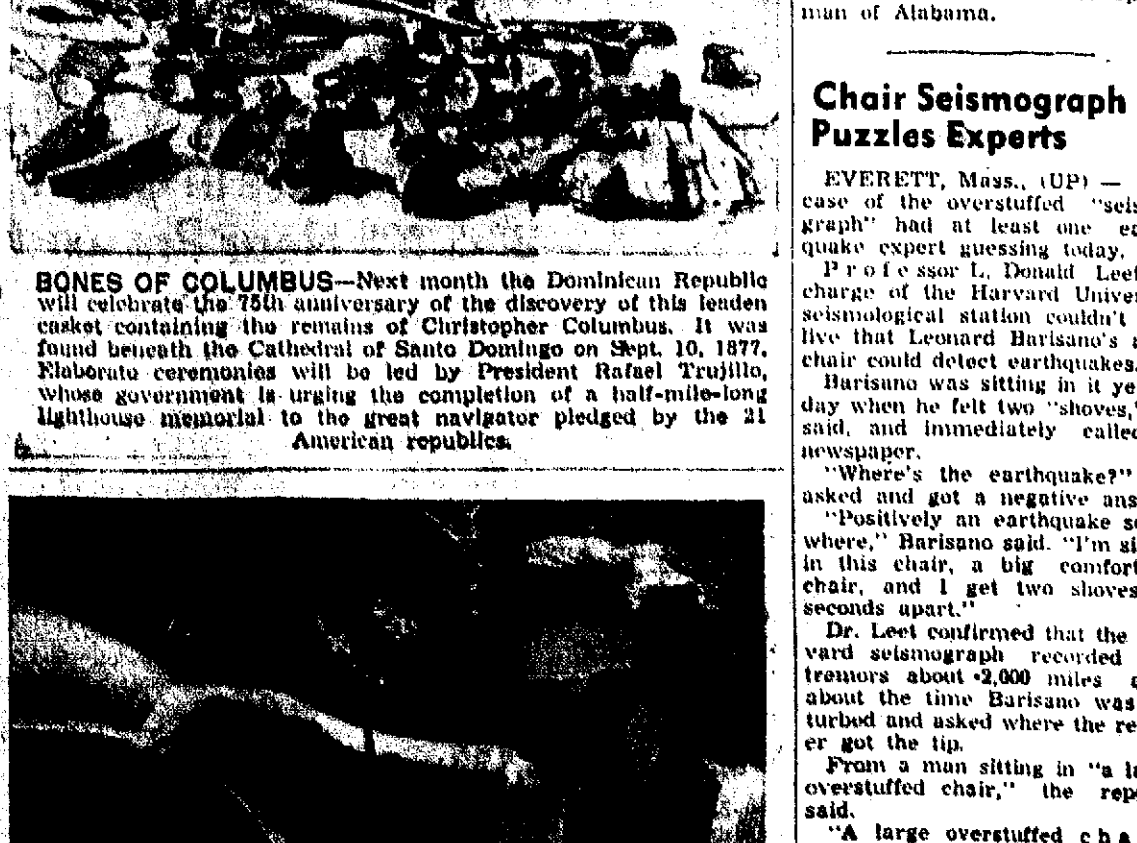 BONES OF COLUMBUS—Next month the Dominican Republic
will celebrate the 75th anniversary of the discovery of this leaden
casket containing the remains of Christopher Columbus. It was
found beneath the Cathedral of Santo Domingo on Sept. 10, 1877.
Elaborate ceremonies will be led by President Rafael Trujillo,
whose government is urging the completion of a half-mile-long
lighthouse memorial to the great navigator pledged by the 21
American republics.
man of Alabama.
Chair Seismograph
Puzzles Experts
EVERETT, Mass., (UP) —
case of the overstuffed "seis
graph" had at least one ea
quake expert guessing today.
Professor L. Donald Leet
charge of the Harvard Univer
seismological station couldn't
live that Leonard Barisano's a
chair could detect earthquakes.
Barisano was sitting in it ye
day when he felt two "shoves,"
said, and immediately called
newspaper.
"Where's the earthquake?"
asked and got a negative ans
"Positively an earthquake so
where," Barisano said. "I'm si
in this chair, a big comfort
chair, and I get two shoves
seconds apart."
Dr. Leet confirmed that the
vard seismograph recorded
tremors about 2,000 miles
about the time Barisano was
turbed and asked where the re
er got the tip.
From a man sitting in "a la
overstuffed chair," the repo
said.
"A large overstuffed cha